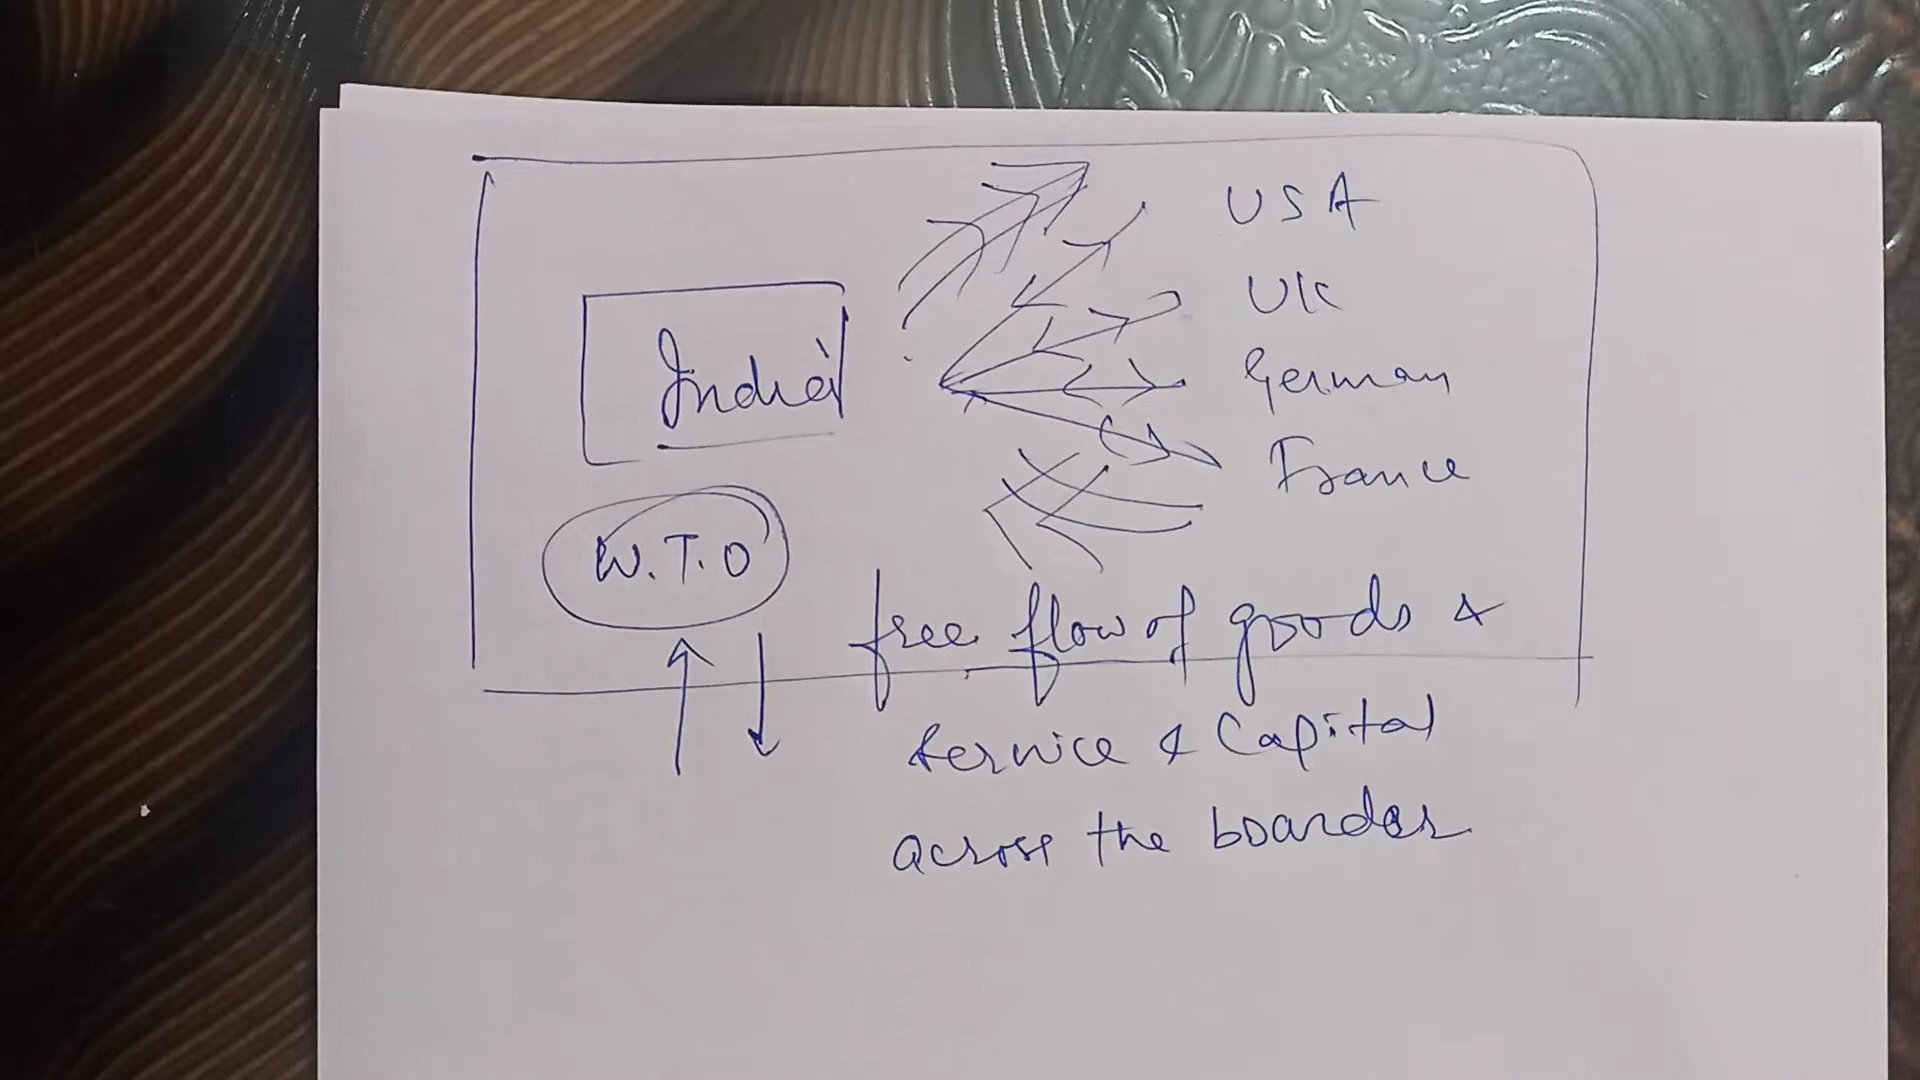 USA
UK
India
German
France
W.T.O
free flow of goods &
Service & Capital
across the boarder